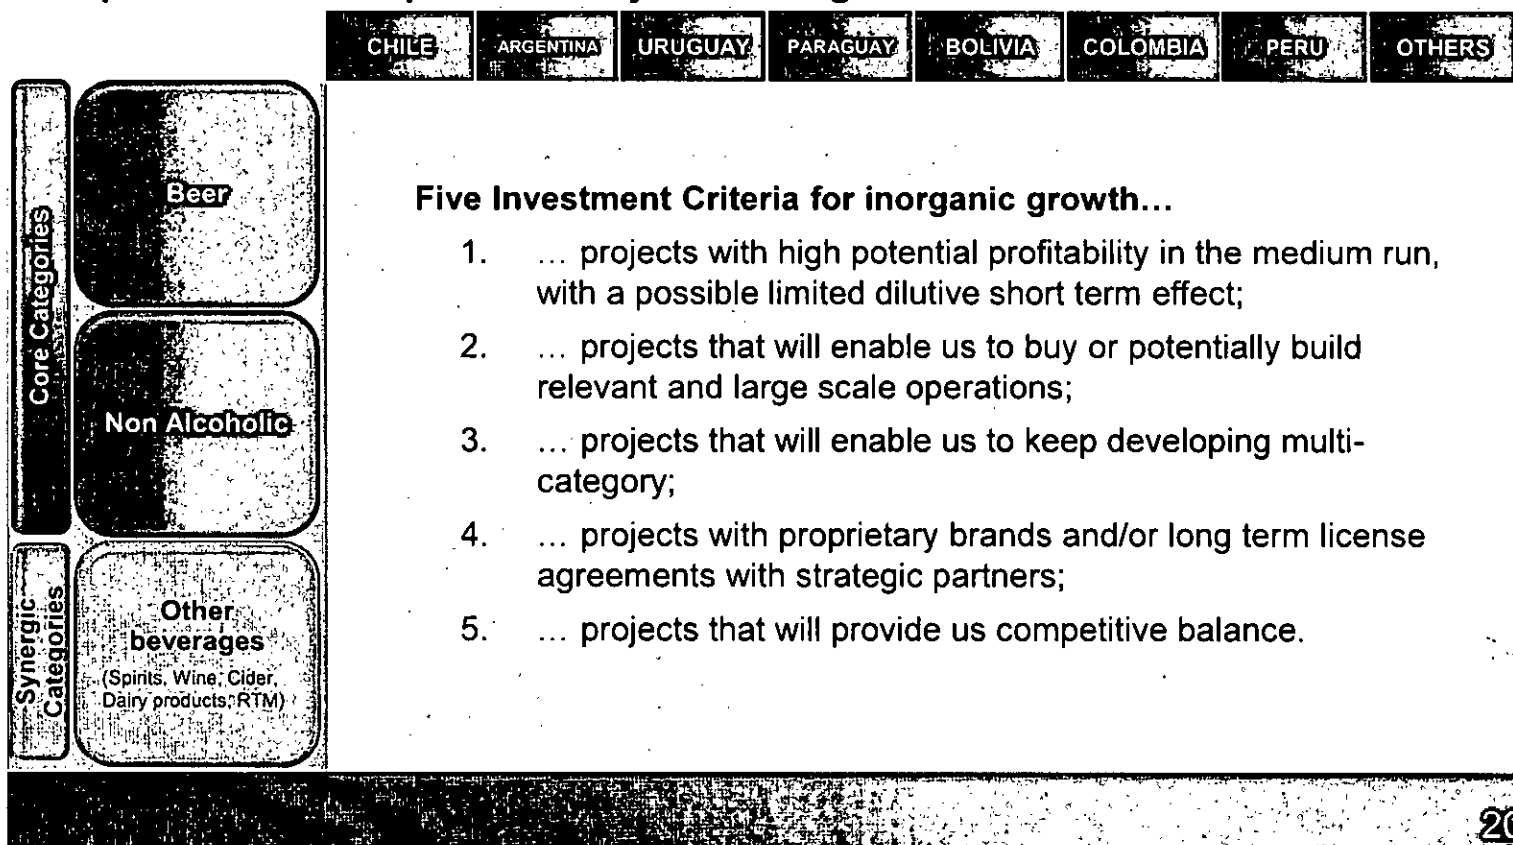 CHILE ARGENTINA URUGUAY PARAGUAY BOLIVIA COLOMBIA PERU OTHERS
Core Categories
Beer
Non Alcoholic
Synergic
Categories
Other
beverages
(Spirits, Wine, Cider,
Dairy products, RTM)
Five Investment Criteria for inorganic growth…
1. … projects with high potential profitability in the medium run,
with a possible limited dilutive short term effect;
2. … projects that will enable us to buy or potentially build
relevant and large scale operations;
3. … projects that will enable us to keep developing multi-
category;
4. … projects with proprietary brands and/or long term license
agreements with strategic partners;
5. … projects that will provide us competitive balance.
20